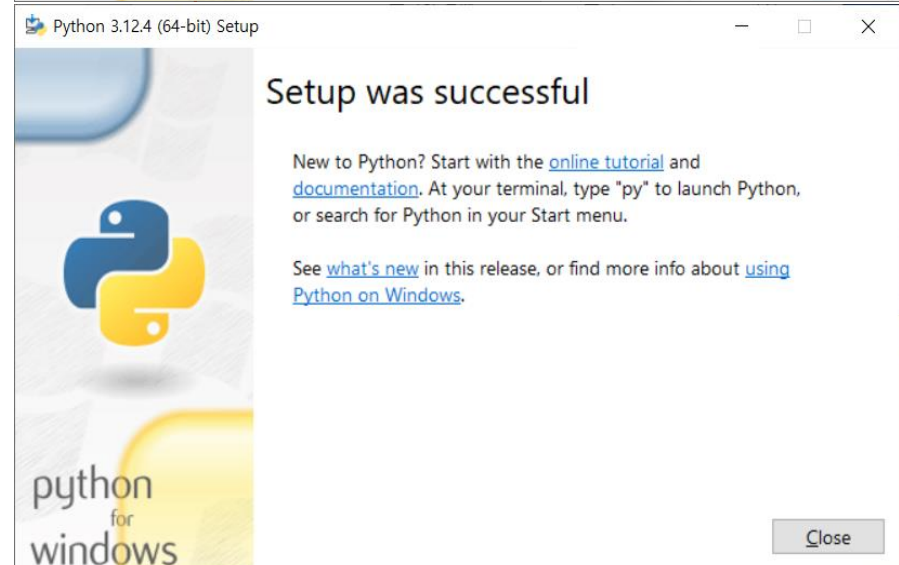 Python 3.12.4 (64-bit) Setup
Setup was successful
New to Python? Start with the online tutorial and
documentation. At your terminal, type "py" to launch Python,
or search for Python in your Start menu.
See what's new in this release, or find more info about using
Python on Windows.
python
for
windows
Close